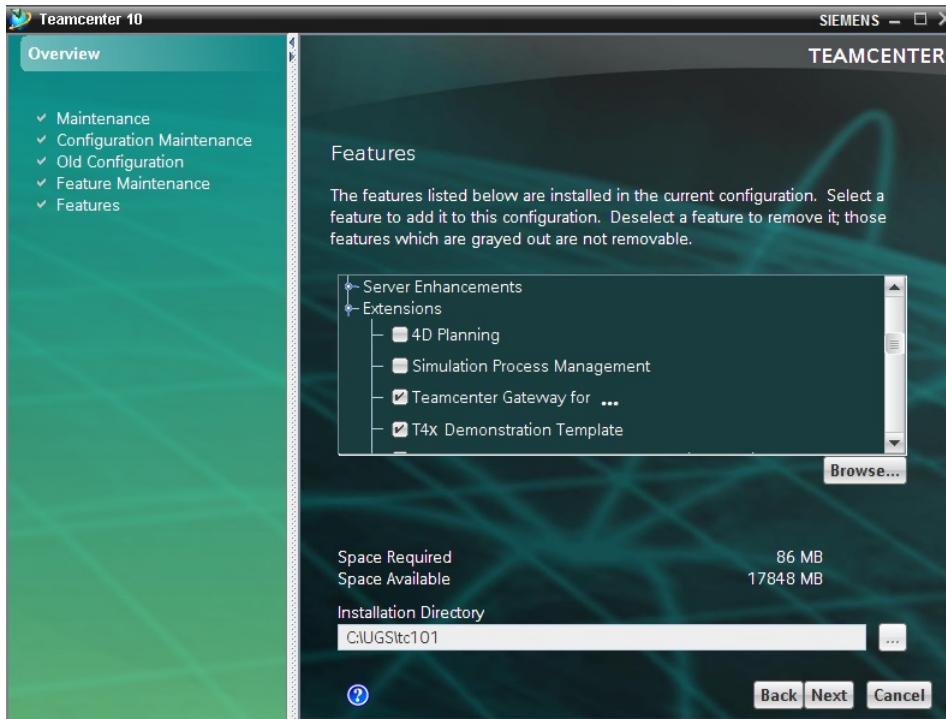 Teamcenter 10
SIEMENS
Overview
TEAMCENTER
Maintenance
Configuration Maintenance
Old Configuration
Feature Maintenance
Features
Features
The features listed below are installed in the current configuration. Select a
feature to add it to this configuration. Deselect a feature to remove it; those
features which are grayed out are not removable.
Server Enhancements
Extensions
4D Planning
Simulation Process Management
Teamcenter Gateway for ...
T4X Demonstration Template
Browse...
Space Required 86 MB
Space Available 17848 MB
Installation Directory
C:\UGS\tc101
...
?
Back Next Cancel